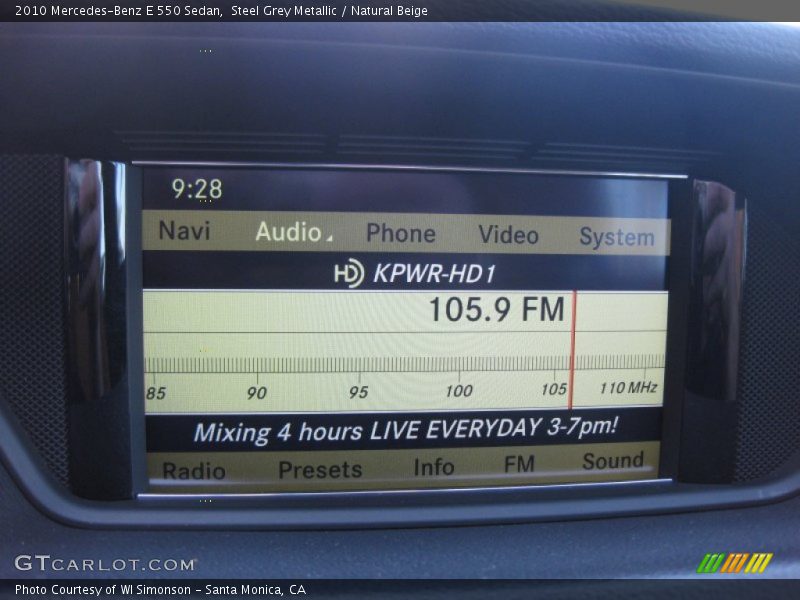 2010 Mercedes-Benz E 550 Sedan, Steel Grey Metallic / Natural Beige
9:28
Navi Audio Phone Video System
HD KPWR-HD1
105.9 FM
85 90 95 100 105 110 MHz
Mixing 4 hours LIVE EVERYDAY 3-7pm!
Radio Presets Info FM Sound
GTCARLOT.COM
Photo Courtesy of WI Simonson - Santa Monica, CA